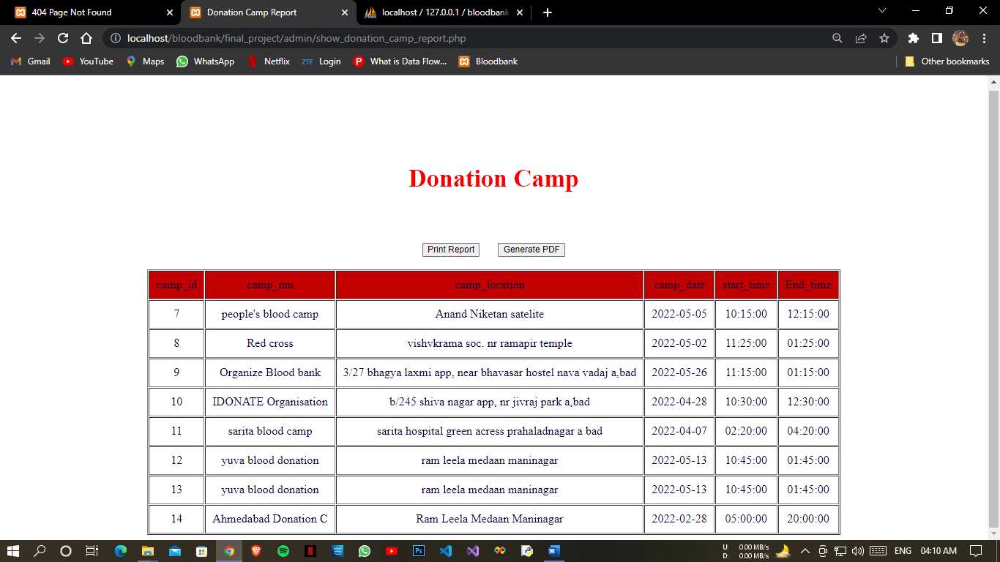 404 Page Not Found
Donation Camp Report
localhost / 127.0.0.1 / bloodbank
localhost/bloodbank/final_project/admin/show_donation_camp_report.php
Gmail YouTube Maps WhatsApp Netflix ZTE Login What is Data Flow... Bloodbank Other bookmarks
Donation Camp
Print Report Generate PDF
camp_id camp_nm camp_location camp_date start_time End_time
7 people's blood camp Anand Niketan satelite 2022-05-05 10:15:00 12:15:00
8 Red cross vishvkrama soc. nr ramapir temple 2022-05-02 11:25:00 01:25:00
9 Organize Blood bank 3/27 bhagya laxmi app, near bhavasar hostel nava vadaj a,bad 2022-05-26 11:15:00 01:15:00
10 IDONATE Organisation b/245 shiva nagar app, nr jivraj park a,bad 2022-04-28 10:30:00 12:30:00
11 sarita blood camp sarita hospital green acress prahaladnagar a bad 2022-04-07 02:20:00 04:20:00
12 yuva blood donation ram leela medaan maninagar 2022-05-13 10:45:00 01:45:00
13 yuva blood donation ram leela medaan maninagar 2022-05-13 10:45:00 01:45:00
14 Ahmedabad Donation C Ram Leela Medaan Maninagar 2022-02-28 05:00:00 20:00:00
U: 0.00 MB/s
D: 0.00 MB/s
ENG 04:10 AM